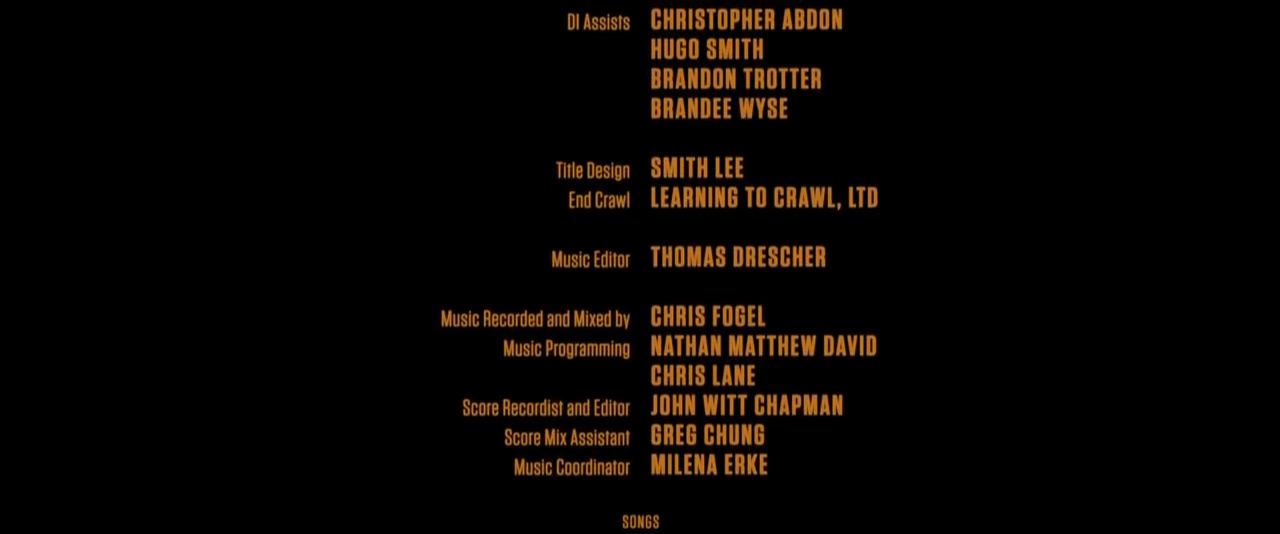 DI Assists CHRISTOPHER ABDON
HUGO SMITH
BRANDON TROTTER
BRANDEE WYSE
Title Design SMITH LEE
End Crawl LEARNING TO CRAWL, LTD
Music Editor THOMAS DRESCHER
Music Recorded and Mixed by CHRIS FOGEL
Music Programming NATHAN MATTHEW DAVID
CHRIS LANE
Score Recordist and Editor JOHN WITT CHAPMAN
Score Mix Assistant GREG CHUNG
Music Coordinator MILENA ERKE
SONGS